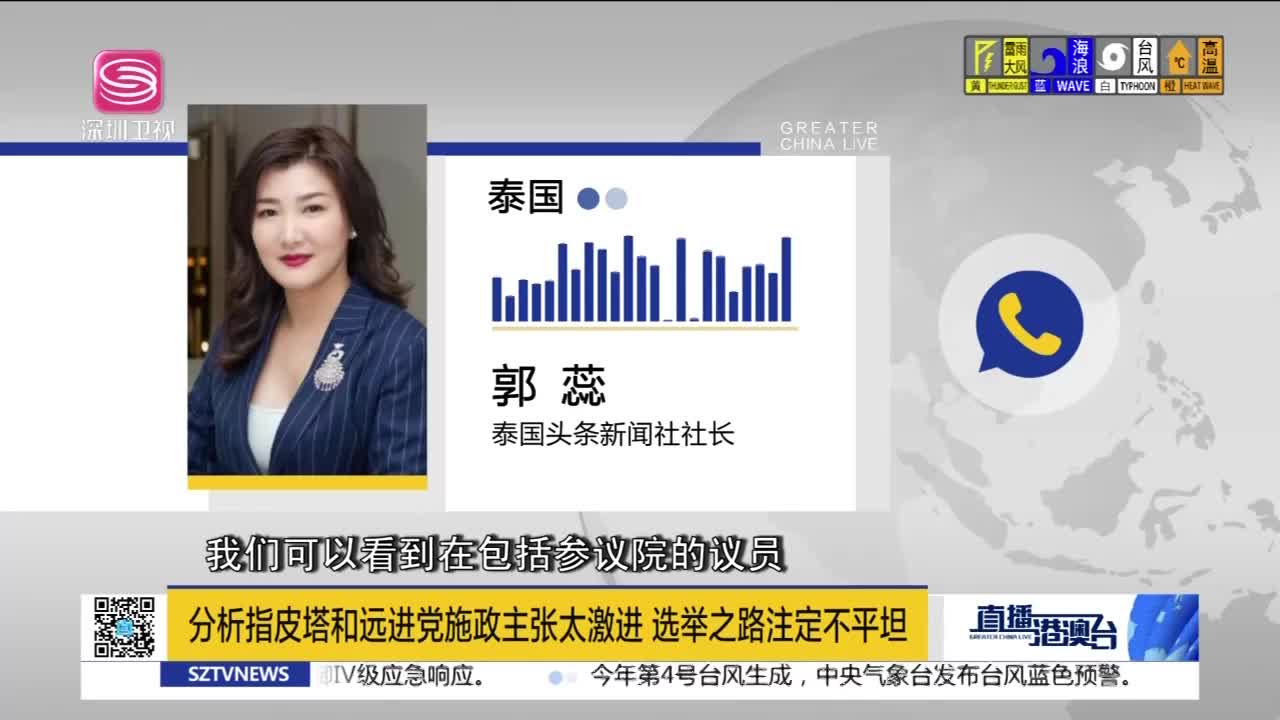 深圳卫视
雷雨大风
黄 THUNDER GUST
海浪
蓝 WAVE
台风
白 TYPHOON
℃
高温
橙 HEAT WAVE
GREATER
CHINA LIVE
泰国
郭 蕊
泰国头条新闻社社长
我们可以看到在包括参议院的议员
分析指皮塔和远进党施政主张太激进 选举之路注定不平坦
直播港澳台
GREATER CHINA LIVE
SZTVNEWS
IV级应急响应。 今年第4号台风生成，中央气象台发布台风蓝色预警。